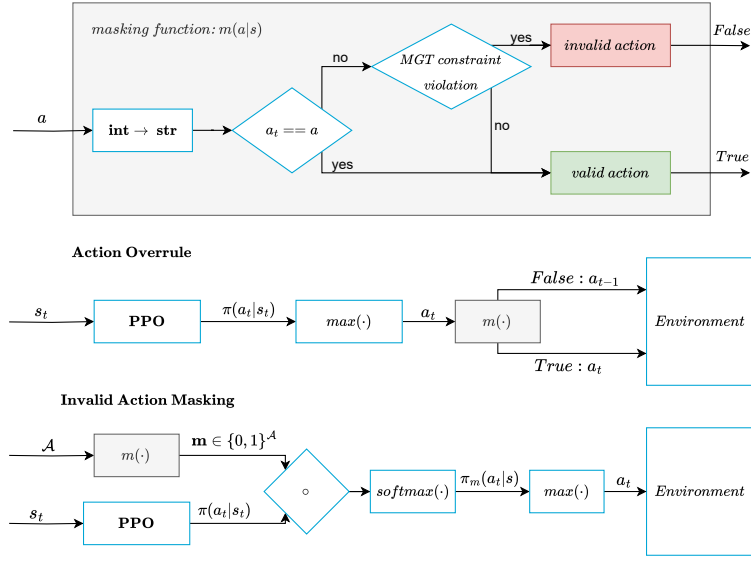 masking function: m(a|s)
False
yes
invalid action
no
MGT constraint
violation
a
int → str
a_t == a
no
True
yes
valid action
Action Overrule
False : a_{t-1}
s_t
PPO
π(a_t|s_t)
max(·)
a_t
m(·)
Environment
True : a_t
Invalid Action Masking
𝒜
m(·)
m ∈ {0, 1}^𝒜
∘
softmax(·)
π_m(a_t|s)
max(·)
a_t
Environment
s_t
PPO
π(a_t|s_t)